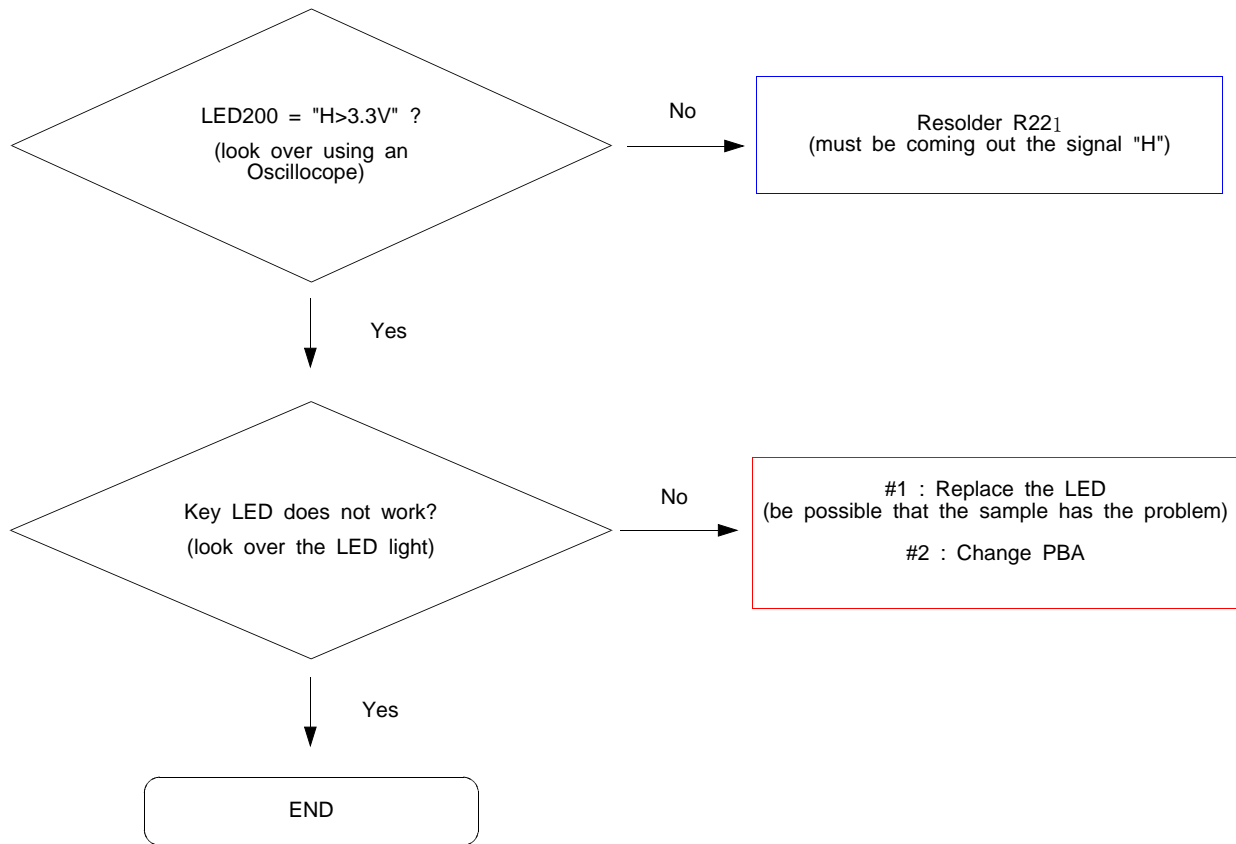 LED200 = "H>3.3V" ?
(look over using an
Oscillocope)
No
Resolder R221
(must be coming out the signal "H")
Yes
Key LED does not work?
(look over the LED light)
No
#1 : Replace the LED
(be possible that the sample has the problem)
#2 : Change PBA
Yes
END